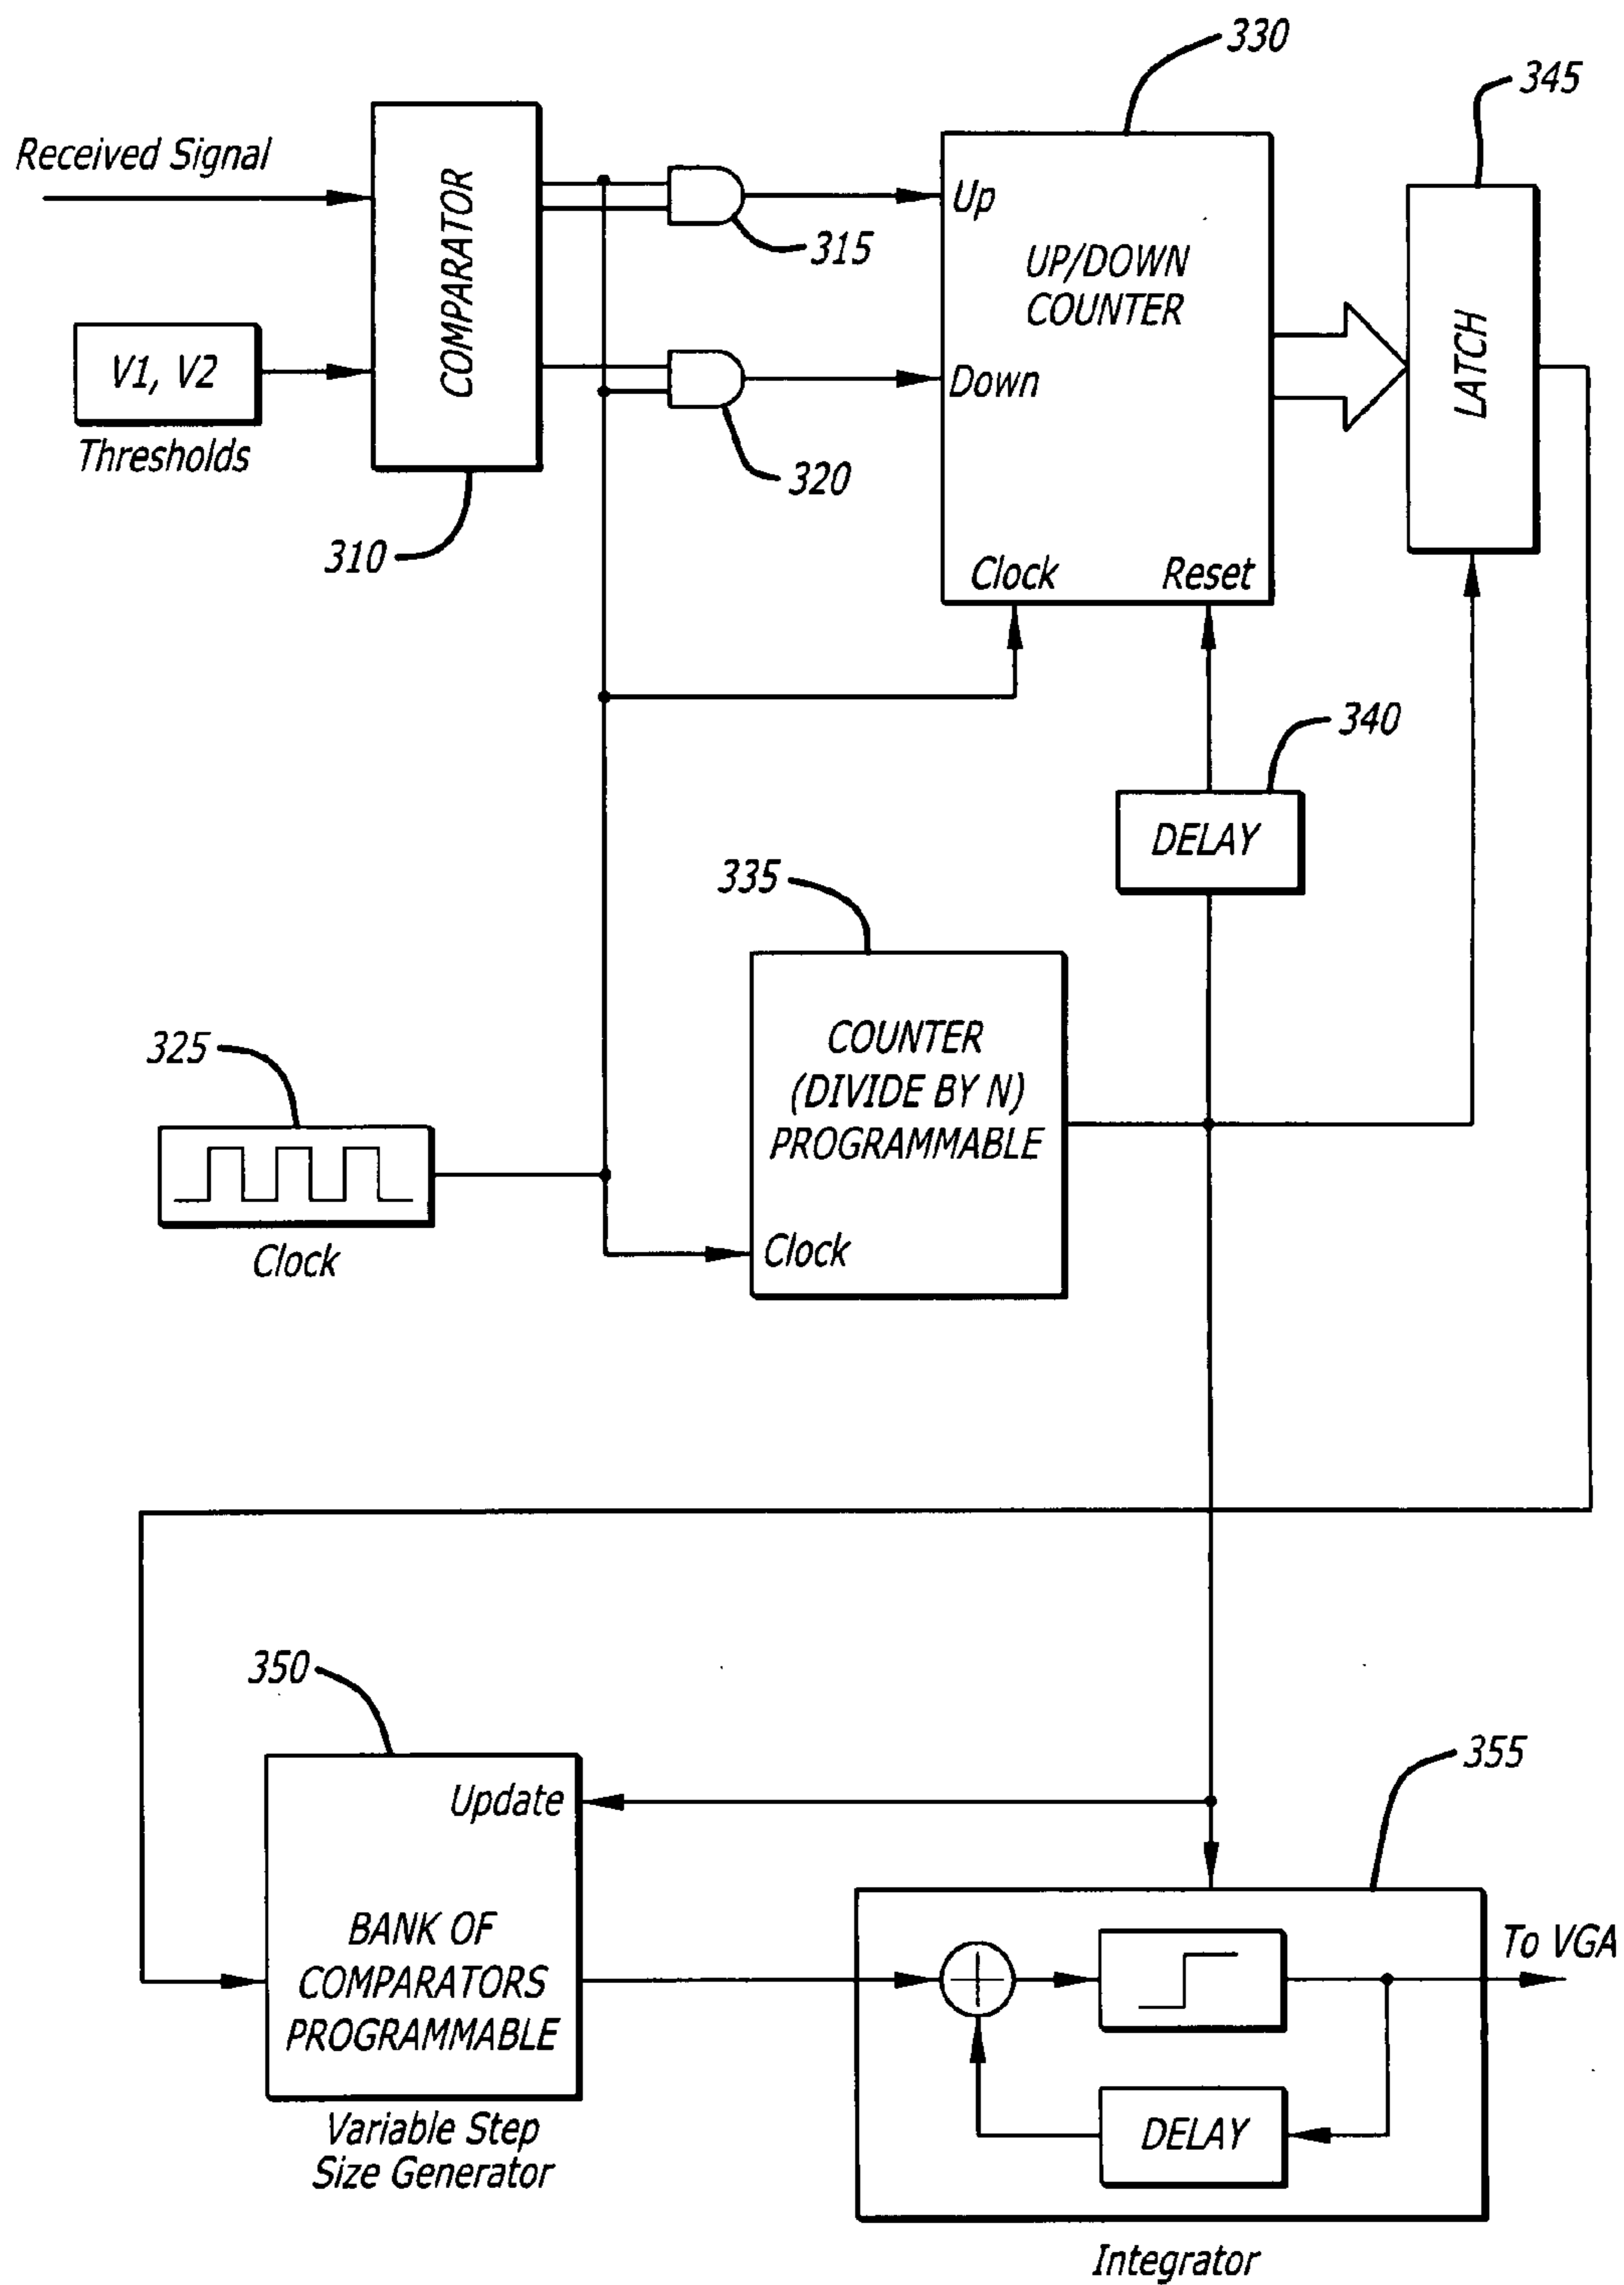 330
345
Received Signal
COMPARATOR
Up
315
UP/DOWN
COUNTER
LATCH
V1, V2
Thresholds
Down
320
310
Clock
Reset
340
DELAY
335
COUNTER
(DIVIDE BY N)
PROGRAMMABLE
325
Clock
Clock
350
355
Update
BANK OF
COMPARATORS
PROGRAMMABLE
To VGA
DELAY
Variable Step
Size Generator
Integrator